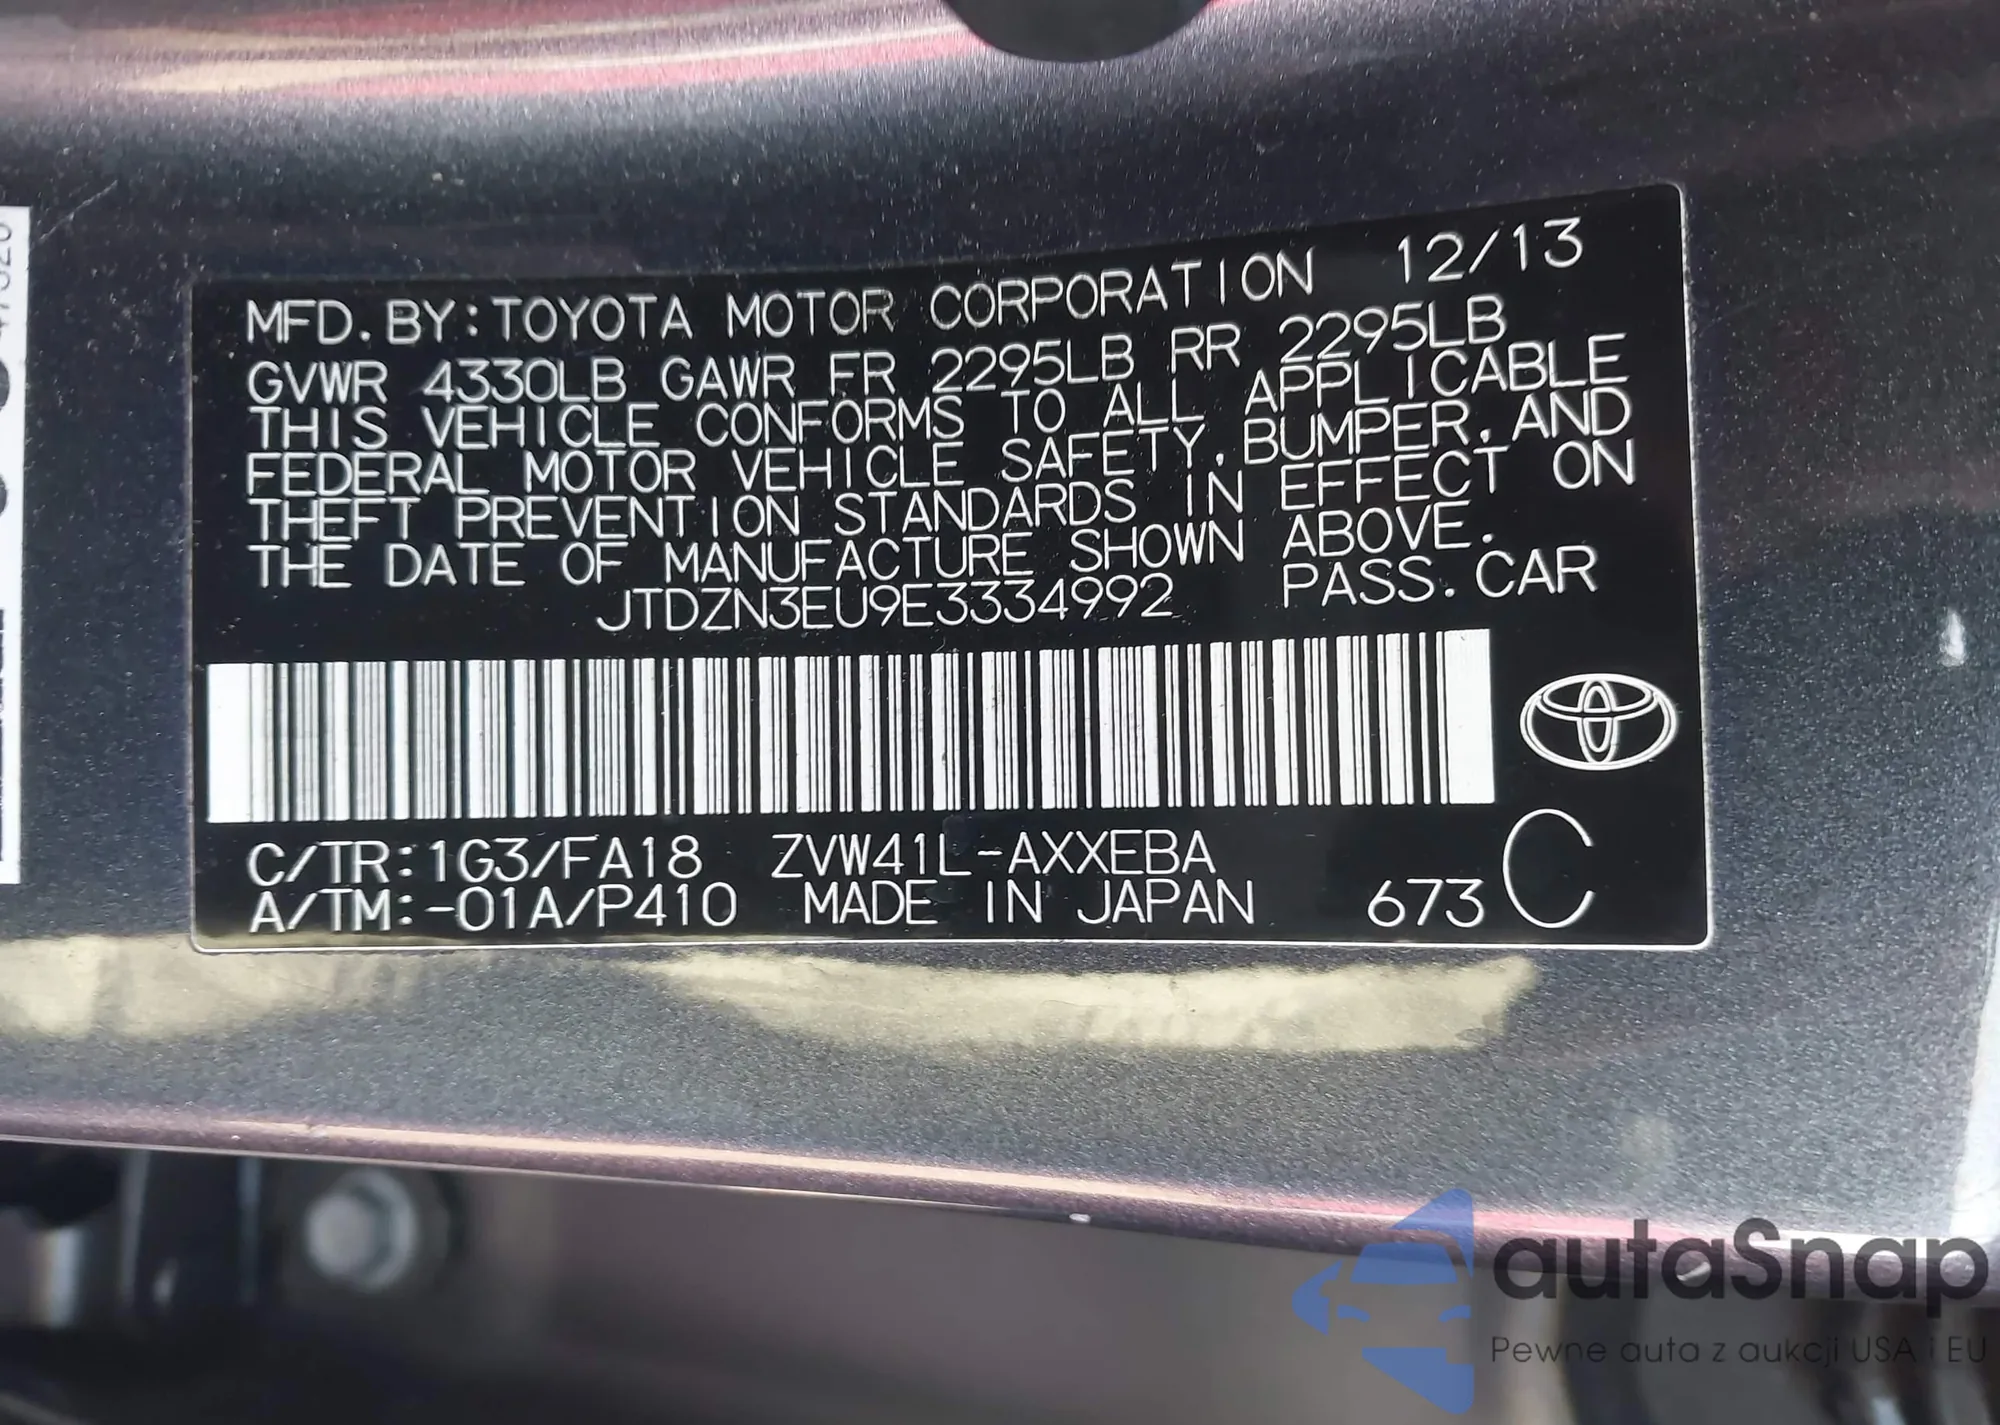 MFD. BY: TOYOTA MOTOR CORPORATION 12/13
GVWR 4330LB GAWR FR 2295LB RR 2295LB
THIS VEHICLE CONFORMS TO ALL APPLICABLE
FEDERAL MOTOR VEHICLE SAFETY, BUMPER, AND
THEFT PREVENTION STANDARDS IN EFFECT ON
THE DATE OF MANUFACTURE SHOWN ABOVE.
JTDZN3EU9E3334992 PASS. CAR
C/TR: 1G3/FA18 ZVW41L-AXXEBA
A/TM: -01A/P410 MADE IN JAPAN 673 C
autaSnap
Pewne auta z aukcji USA i EU